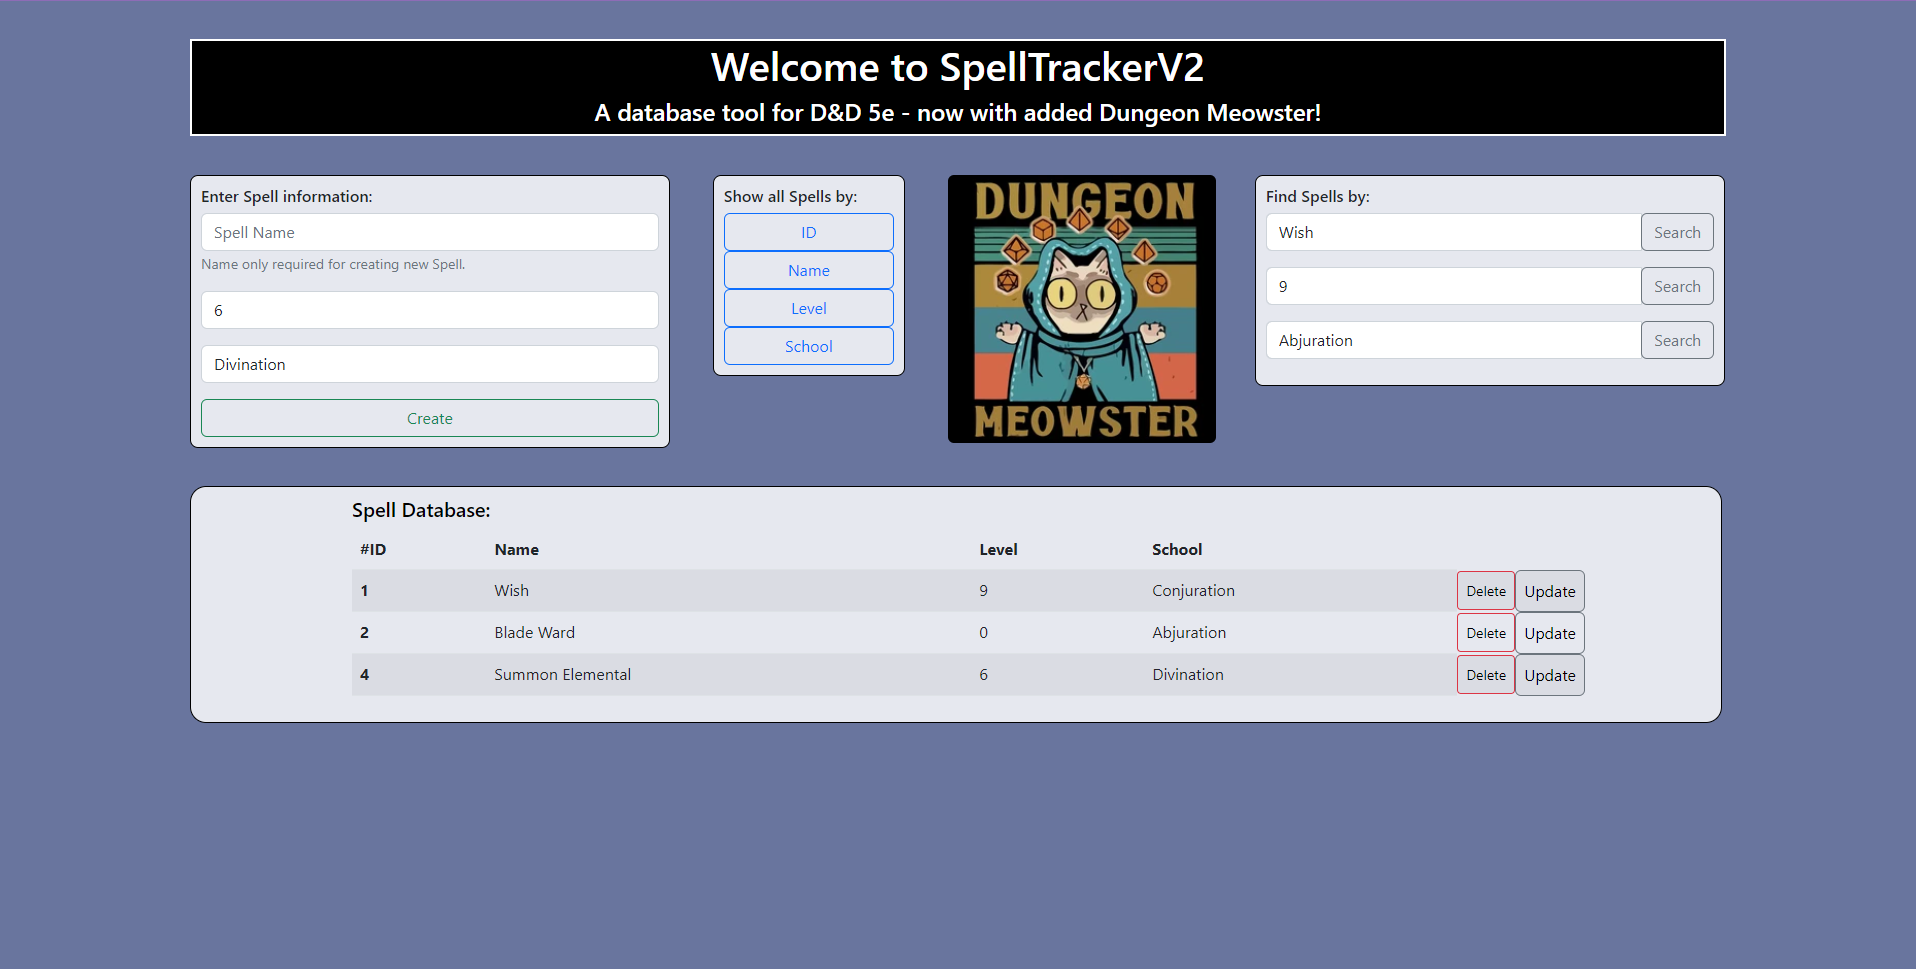 Welcome to SpellTrackerV2
A database tool for D&D 5e - now with added Dungeon Meowster!
Enter Spell information:
Spell Name
Name only required for creating new Spell.
6
Divination
Create
Show all Spells by:
ID
Name
Level
School
DUNGEON
MEOWSTER
Find Spells by:
Wish Search
9 Search
Abjuration Search
Spell Database:
#ID Name Level School
1 Wish 9 Conjuration Delete Update
2 Blade Ward 0 Abjuration Delete Update
4 Summon Elemental 6 Divination Delete Update